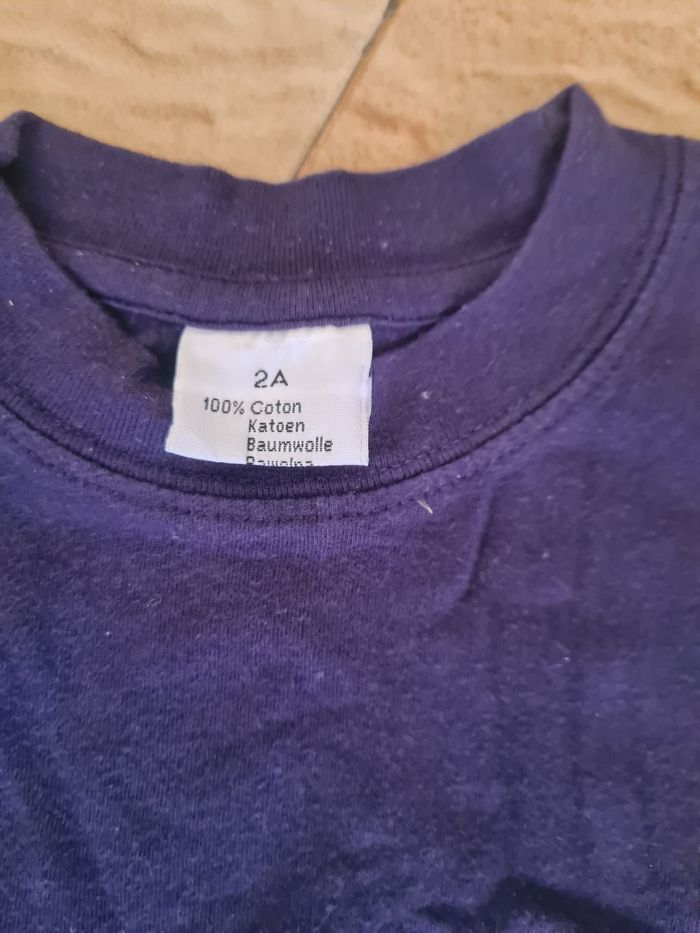 2A
100% Coton
Katoen
Baumwolle